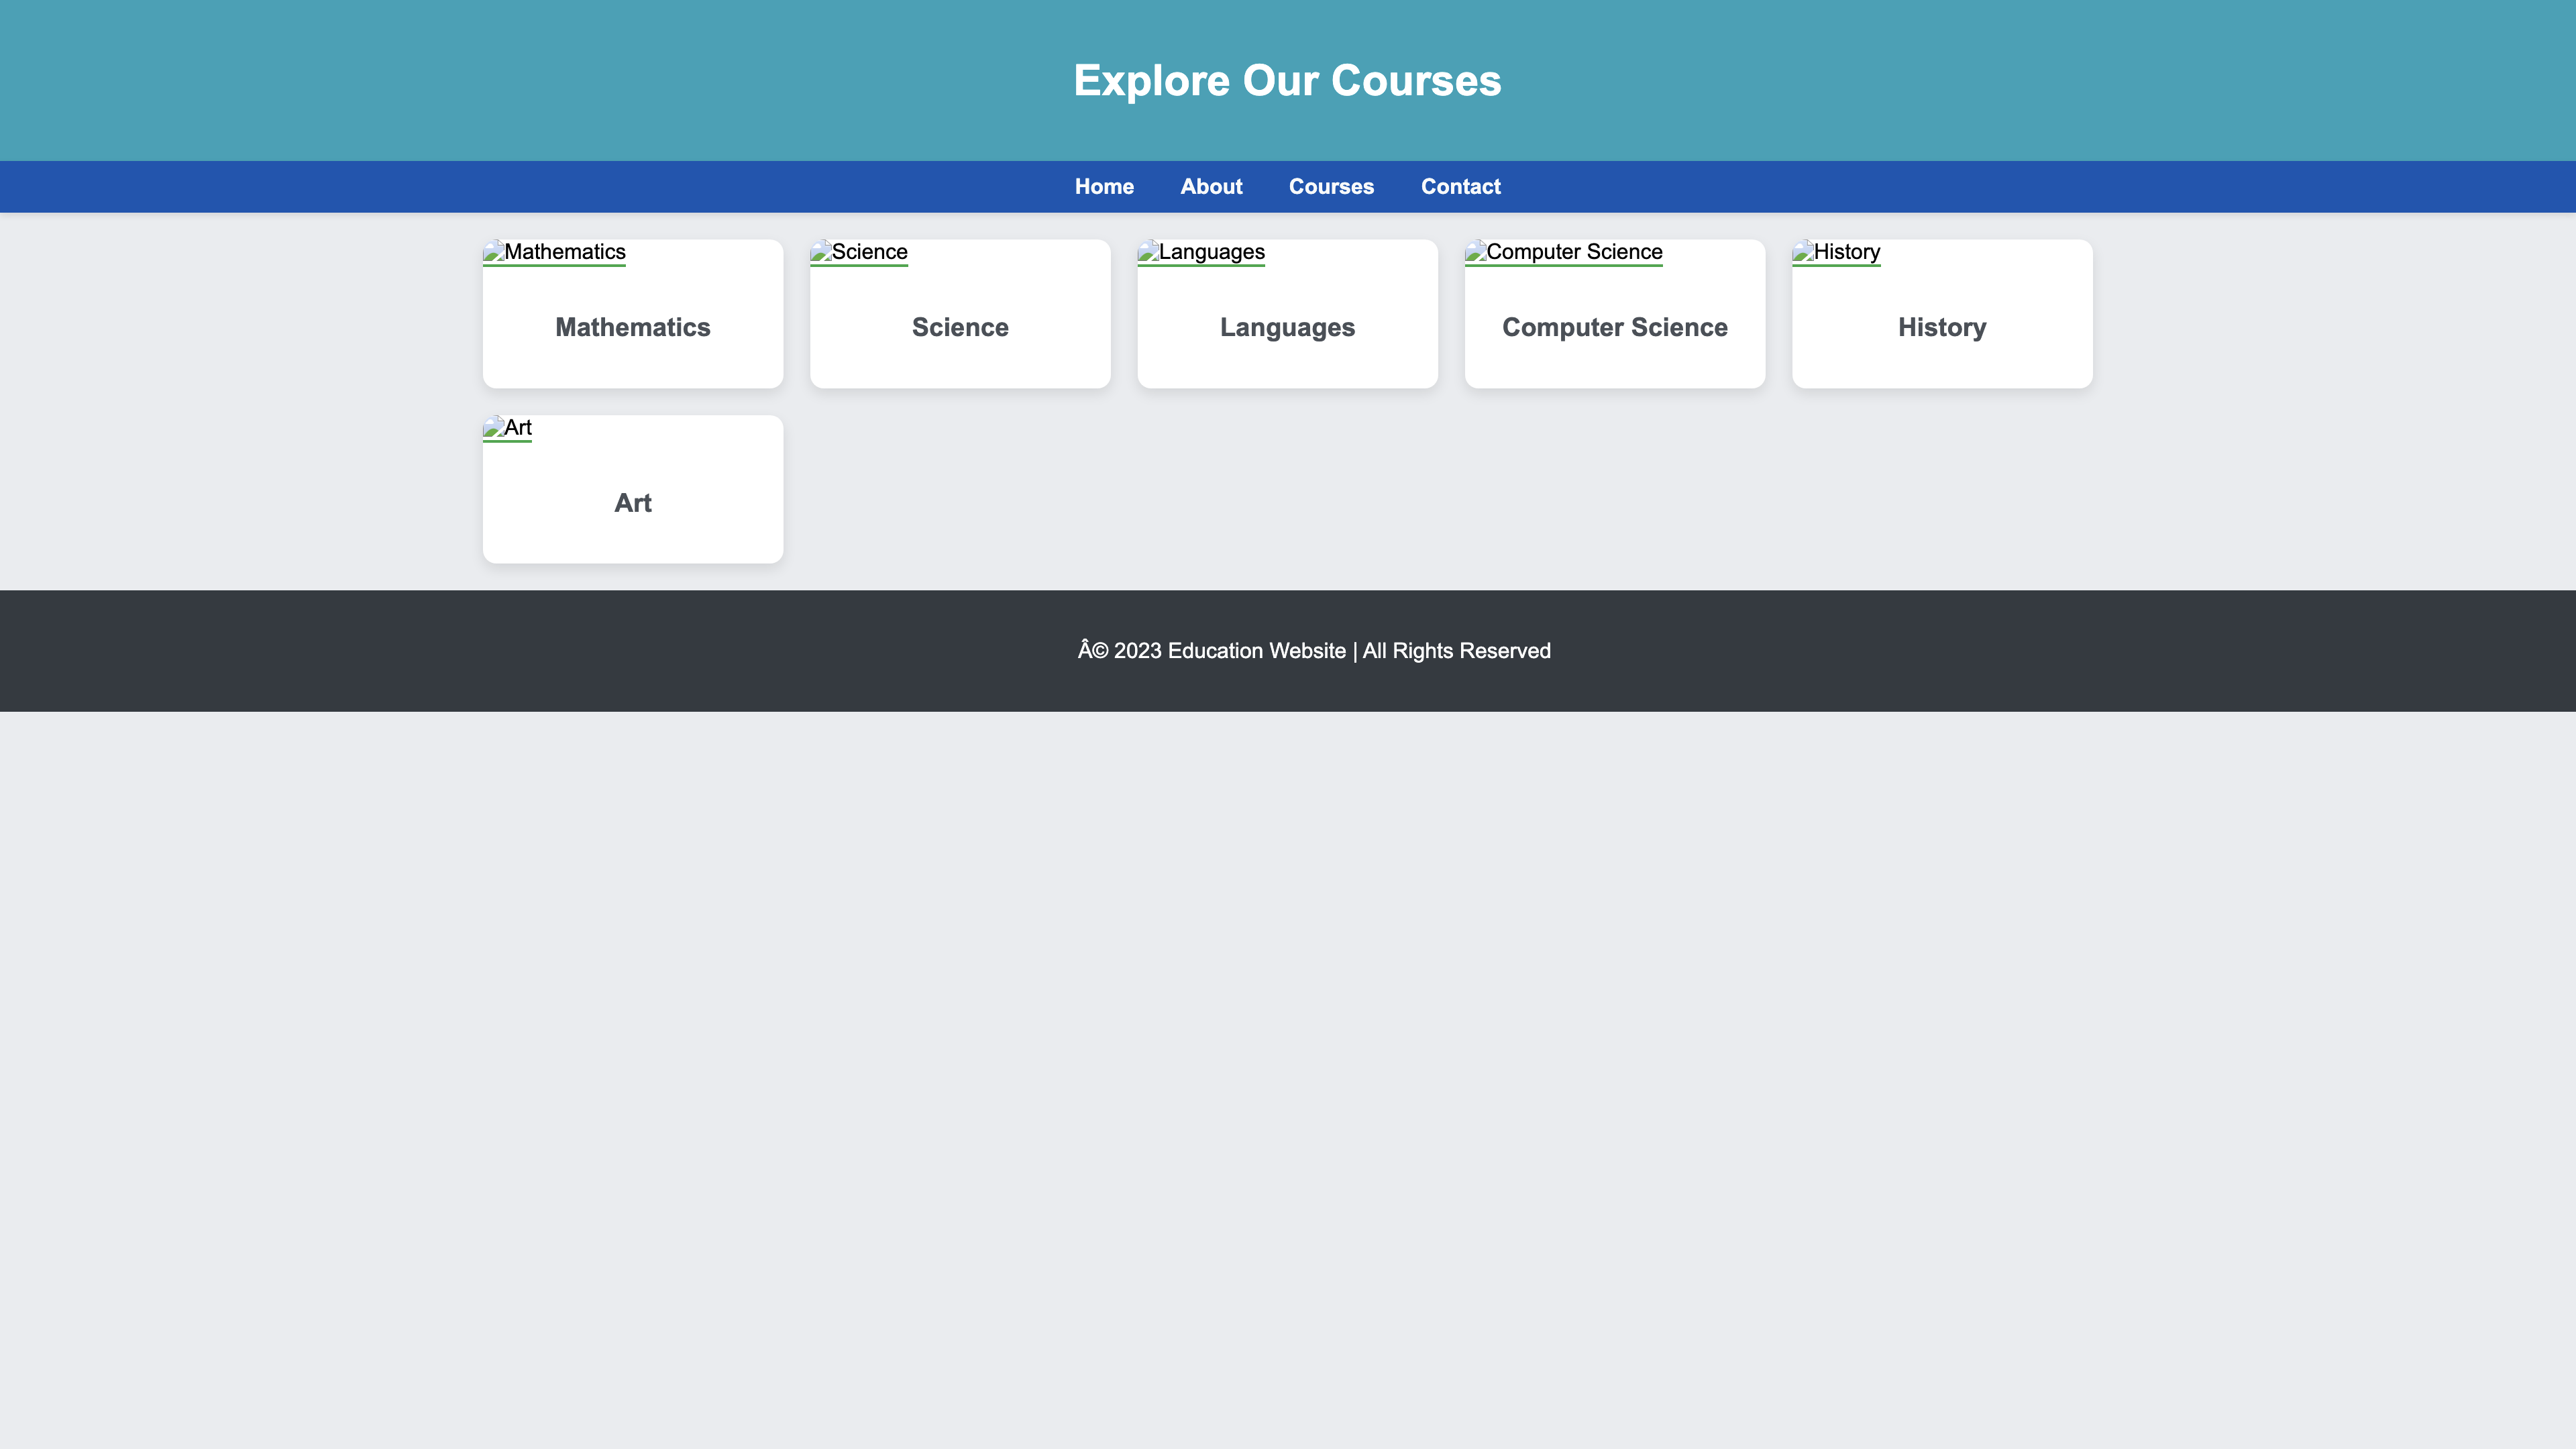 Explore Our Courses
Home About Courses Contact
Mathematics Science Languages Computer Science History
Mathematics Science Languages Computer Science History
Art
Art
Â© 2023 Education Website | All Rights Reserved